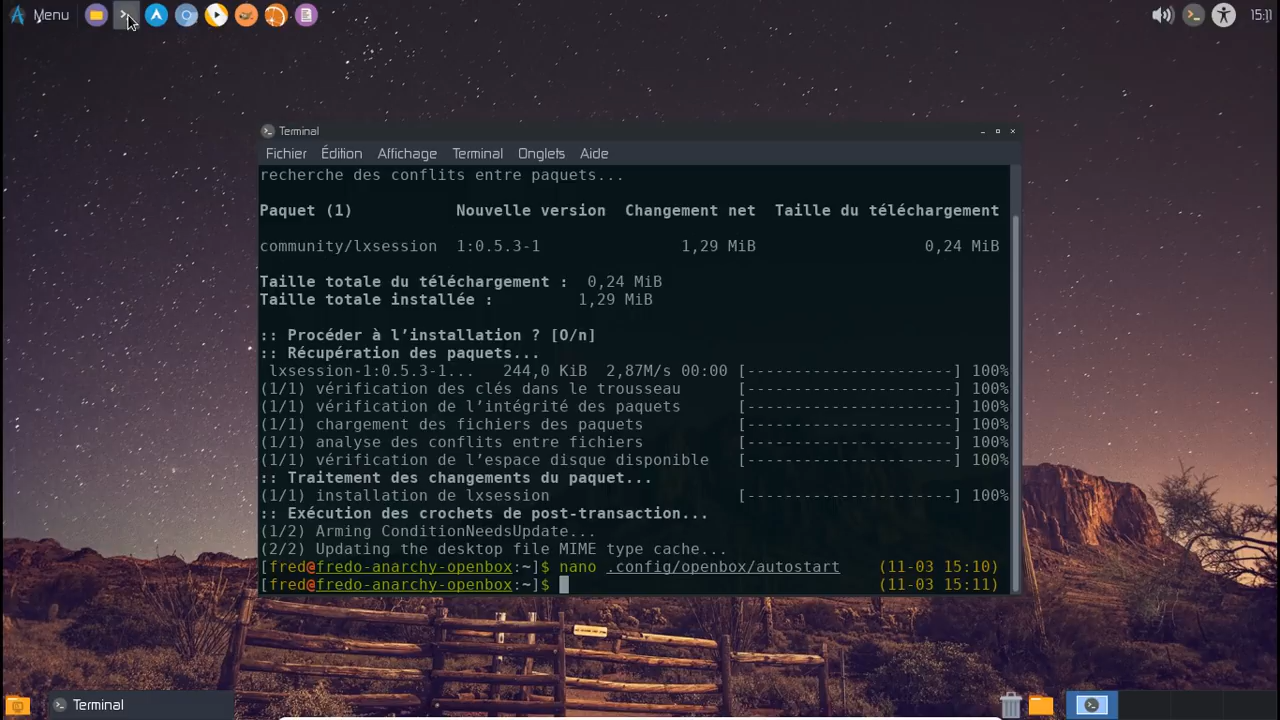 Menu
15:11
Terminal
Fichier Édition Affichage Terminal Onglets Aide
recherche des conflits entre paquets...
Paquet (1) Nouvelle version Changement net Taille du téléchargement
community/lxsession 1:0.5.3-1 1,29 MiB 0,24 MiB
Taille totale du téléchargement : 0,24 MiB
Taille totale installée : 1,29 MiB
:: Procéder à l’installation ? [O/n]
:: Récupération des paquets...
lxsession-1:0.5.3-1... 244,0 KiB 2,87M/s 00:00 [----------------------] 100%
(1/1) vérification des clés dans le trousseau [----------------------] 100%
(1/1) vérification de l’intégrité des paquets [----------------------] 100%
(1/1) chargement des fichiers des paquets [----------------------] 100%
(1/1) analyse des conflits entre fichiers [----------------------] 100%
(1/1) vérification de l’espace disque disponible [----------------------] 100%
:: Traitement des changements du paquet...
(1/1) installation de lxsession [----------------------] 100%
:: Exécution des crochets de post-transaction...
(1/2) Arming ConditionNeedsUpdate...
(2/2) Updating the desktop file MIME type cache...
[fred@fredo-anarchy-openbox:~]$ nano .config/openbox/autostart (11-03 15:10)
[fred@fredo-anarchy-openbox:~]$ (11-03 15:11)
Terminal